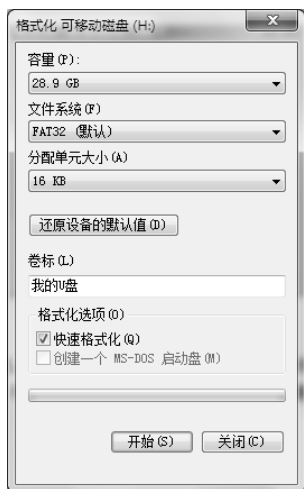 格式化 可移动磁盘 (H:)
容量(P):
28.9 GB
文件系统(F)
FAT32 (默认)
分配单元大小(A)
16 KB
还原设备的默认值(D)
卷标(L)
我的U盘
格式化选项(O)
快速格式化(Q)
创建一个 MS-DOS 启动盘(M)
开始(S) 关闭(C)